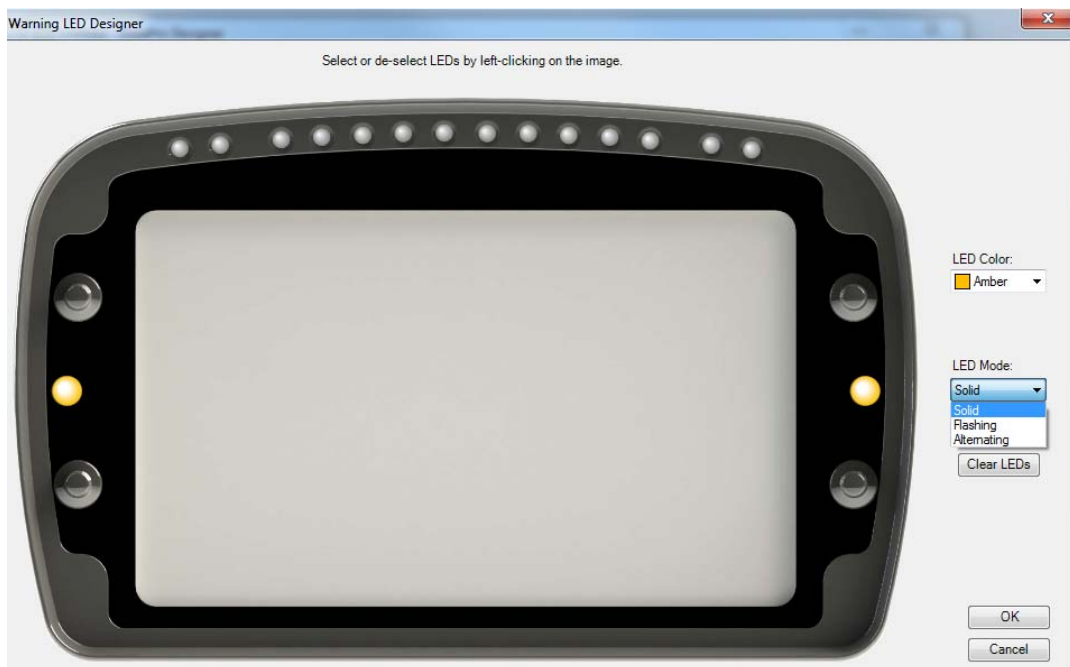 Warning LED Designer
Select or de-select LEDs by left-clicking on the image.
LED Color:
Amber
LED Mode:
Solid
Solid
Flashing
Alternating
Clear LEDs
OK
Cancel